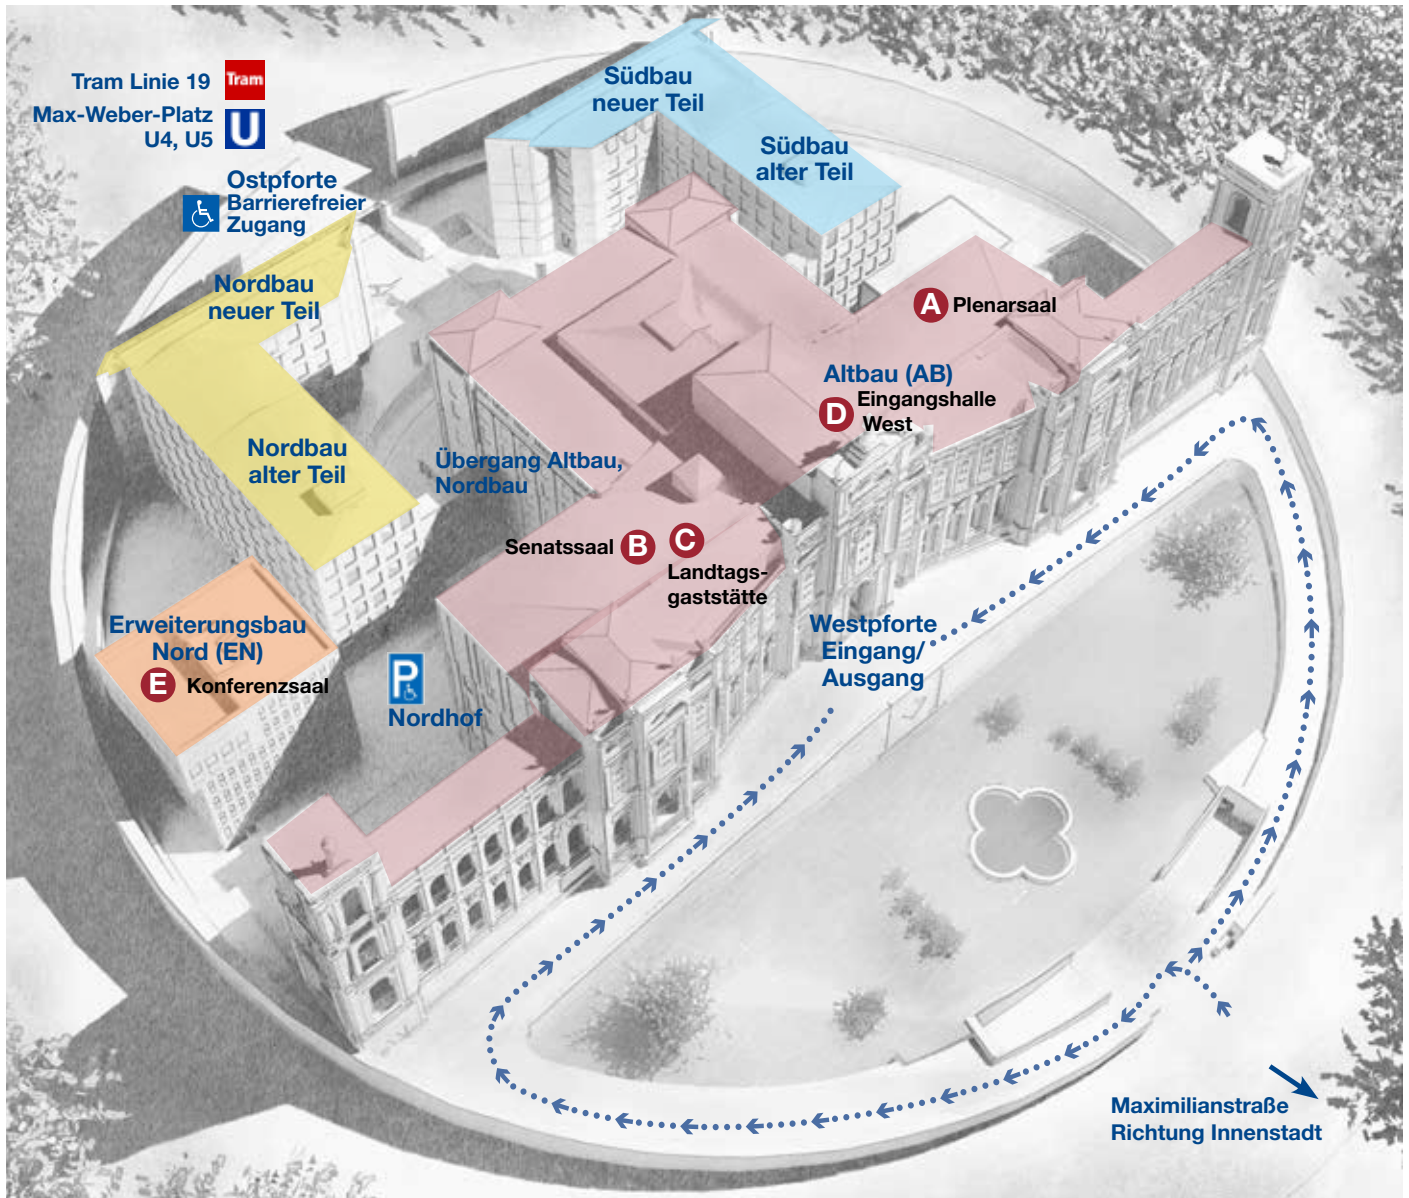 Tram Linie 19
Tram
Max-Weber-Platz
U4, U5
U
Ostpforte
Barrierefreier
Zugang
Südbau
neuer Teil
Südbau
alter Teil
Nordbau
neuer Teil
A Plenarsaal
Altbau (AB)
D Eingangshalle
West
Nordbau
alter Teil
Übergang Altbau,
Nordbau
Senatssaal B
C
Landtags-
gaststätte
Erweiterungsbau
Nord (EN)
E Konferenzsaal
P
Nordhof
Westpforte
Eingang/
Ausgang
Maximilianstraße
Richtung Innenstadt